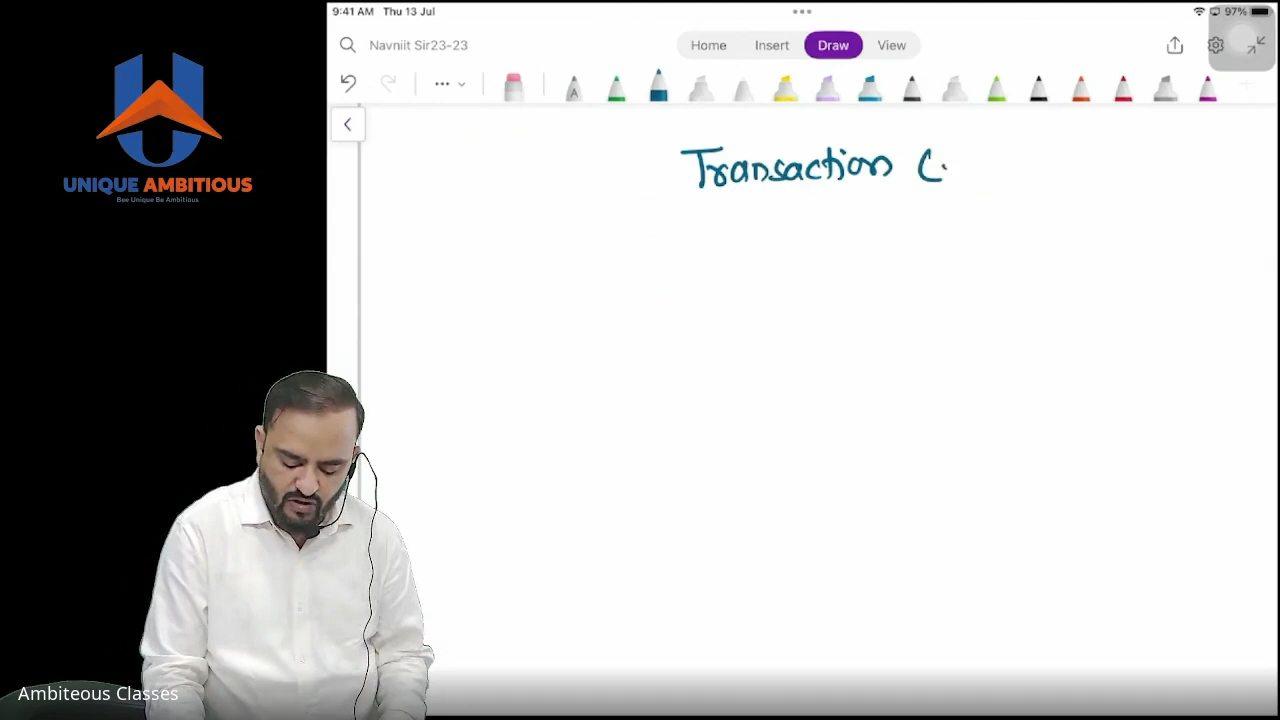 9:41 AM Thu 13 Jul
97%
Navniit Sir23-23
Home Insert Draw View
A
Transaction C
UNIQUE AMBITIOUS
Bee Unique Be Ambitious
Ambiteous Classes